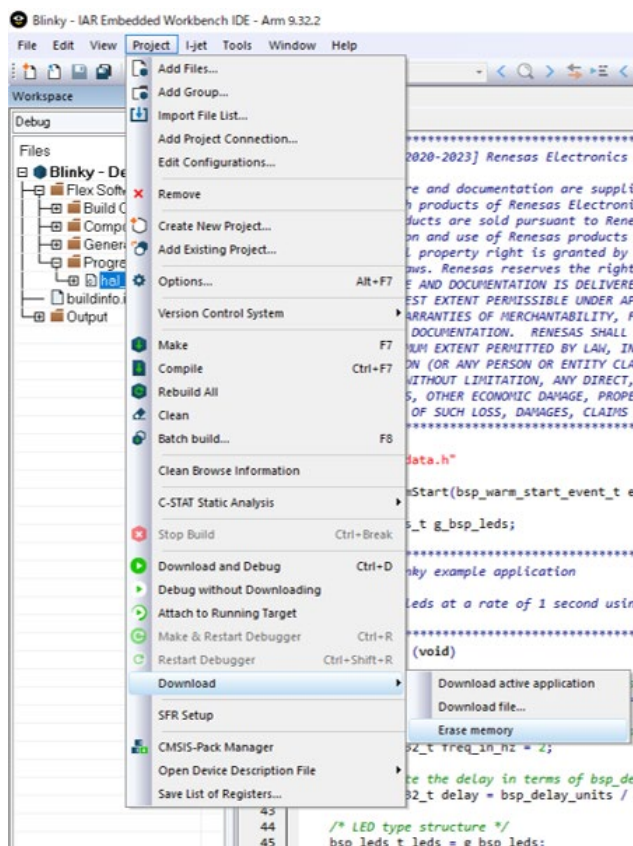 Blinky - IAR Embedded Workbench IDE - Arm 9.32.2
File Edit View Project I-jet Tools Window Help
Workspace
Debug
Files
Blinky - De
Flex Softw
Build C
Compo
Genera
Progra
hal_
buildinfo.i
Output
Add Files...
Add Group...
Import File List...
Add Project Connection...
Edit Configurations...
Remove
Create New Project...
Add Existing Project...
Options... Alt+F7
Version Control System
Make F7
Compile Ctrl+F7
Rebuild All
Clean
Batch build... F8
Clean Browse Information
C-STAT Static Analysis
Stop Build Ctrl+Break
Download and Debug Ctrl+D
Debug without Downloading
Attach to Running Target
Make & Restart Debugger Ctrl+R
Restart Debugger Ctrl+Shift+R
Download
SFR Setup
CMSIS-Pack Manager
Open Device Description File
Save List of Registers...
Download active application
Download file...
Erase memory
****************************
2020-2023] Renesas Electronics
re and documentation are suppli
h products of Renesas Electroni
ducts are sold pursuant to Rene
on and use of Renesas products
l property right is granted by
aws. Renesas reserves the right
E AND DOCUMENTATION IS DELIVERE
EST EXTENT PERMISSIBLE UNDER AP
ARRANTIES OF MERCHANTABILITY, F
DOCUMENTATION. RENESAS SHALL
MUM EXTENT PERMITTED BY LAW, IN
ON (OR ANY PERSON OR ENTITY CLA
WITHOUT LIMITATION, ANY DIRECT,
S, OTHER ECONOMIC DAMAGE, PROPE
OF SUCH LOSS, DAMAGES, CLAIMS
****************************
data.h"
mStart(bsp_warm_start_event_t e
s_t g_bsp_leds;
****************************
nky example application
leds at a rate of 1 second usin
****************************
(void)
32_t freq_in_hz = 2;
te the delay in terms of bsp_de
32_t delay = bsp_delay_units /
43
44 /* LED type structure */
45 bsp_leds_t leds = g_bsp_leds;